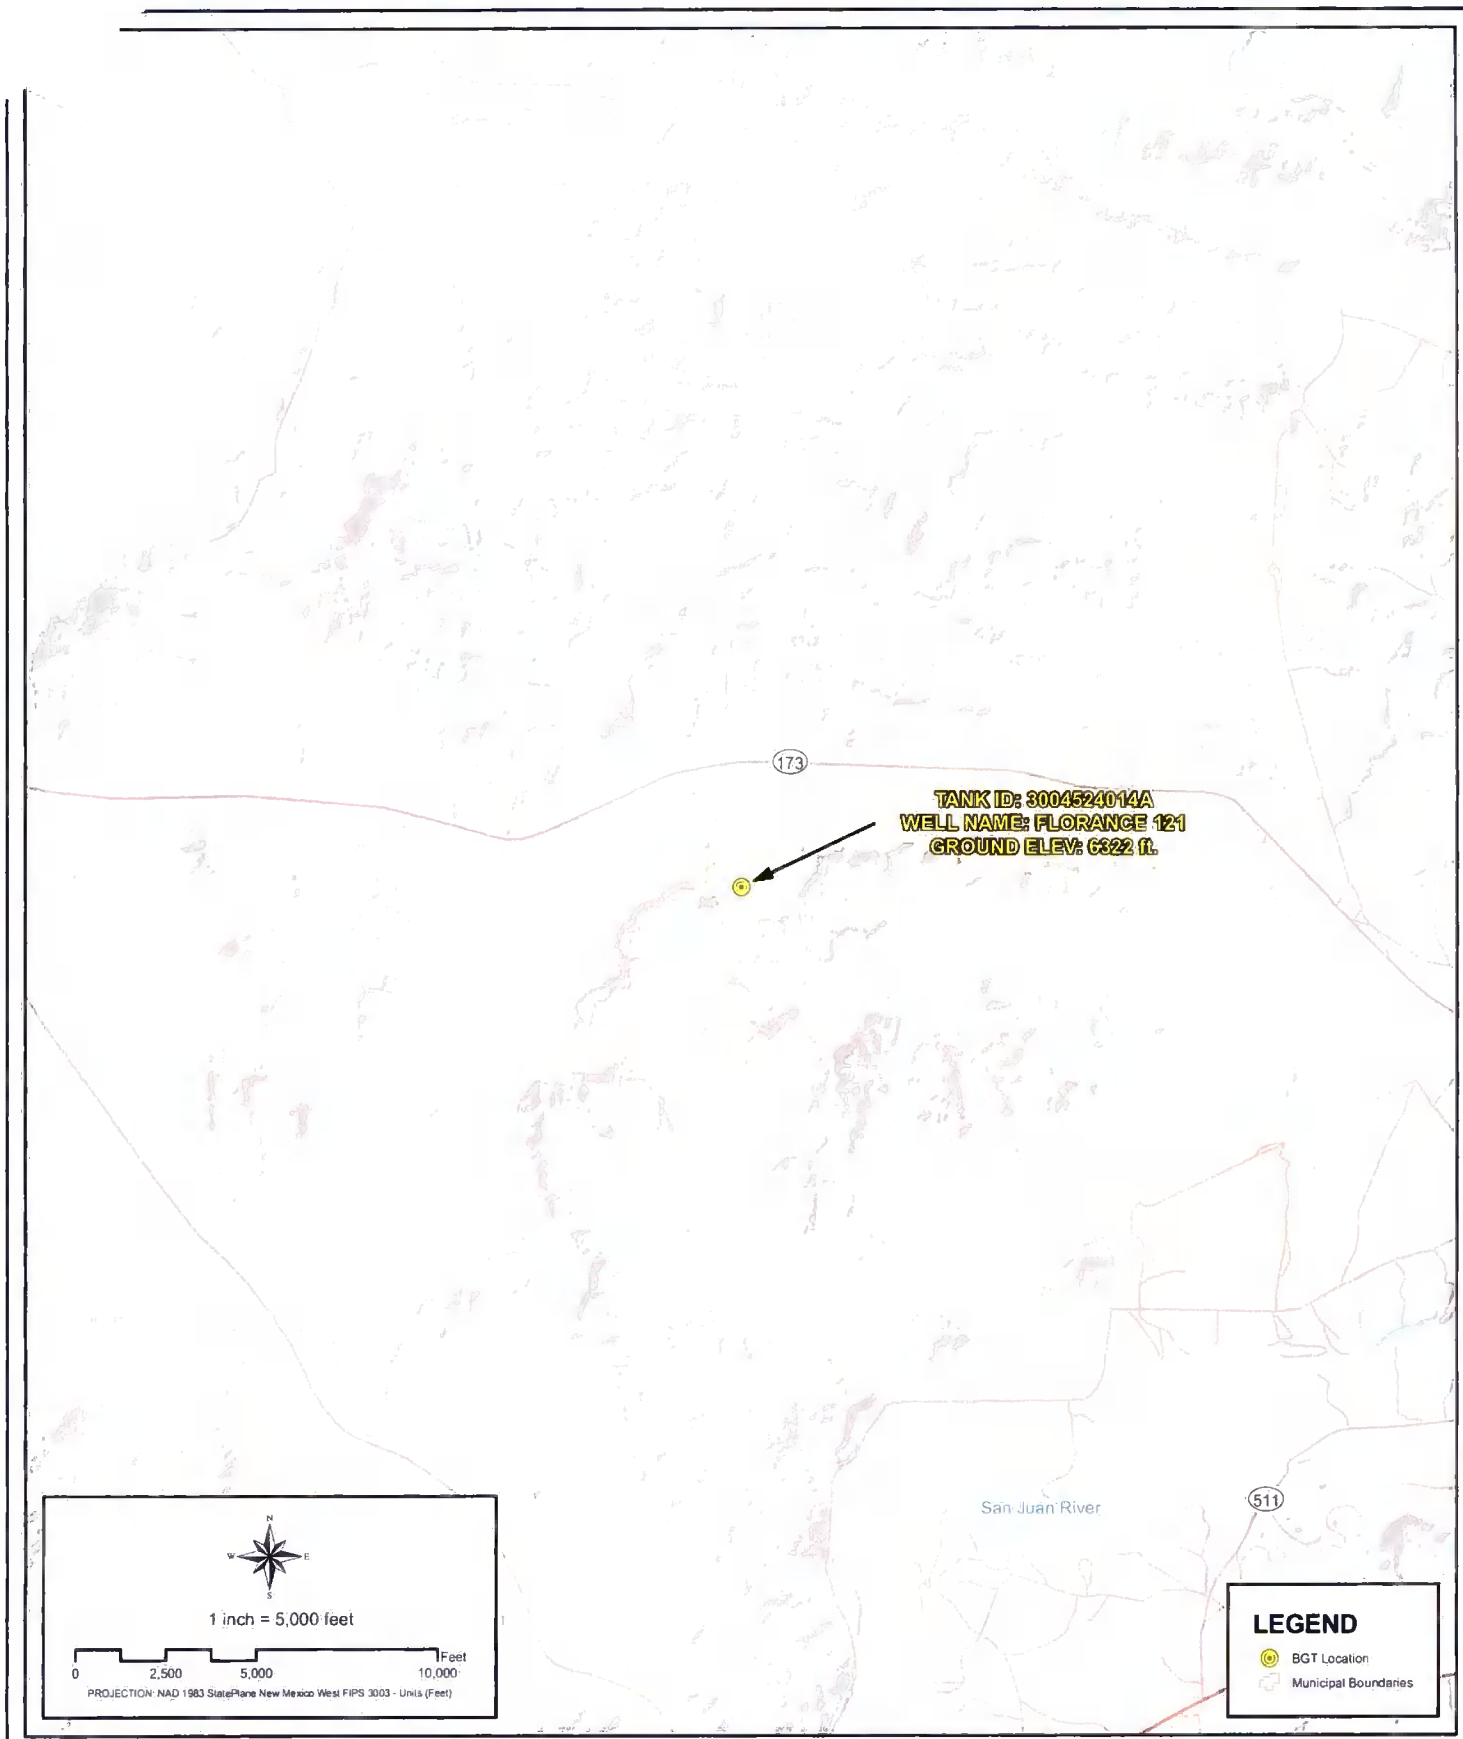 173
TANK ID: 3004524014A
WELL NAME: FLORANCE 121
GROUND ELEV: 6322 ft.
San Juan River
511
N
W E
S
1 inch = 5,000 feet
Feet
0 2,500 5,000 10,000
PROJECTION: NAD 1983 StatePlane New Mexico West FIPS 3003 - Units (Feet)
LEGEND
BGT Location
Municipal Boundaries